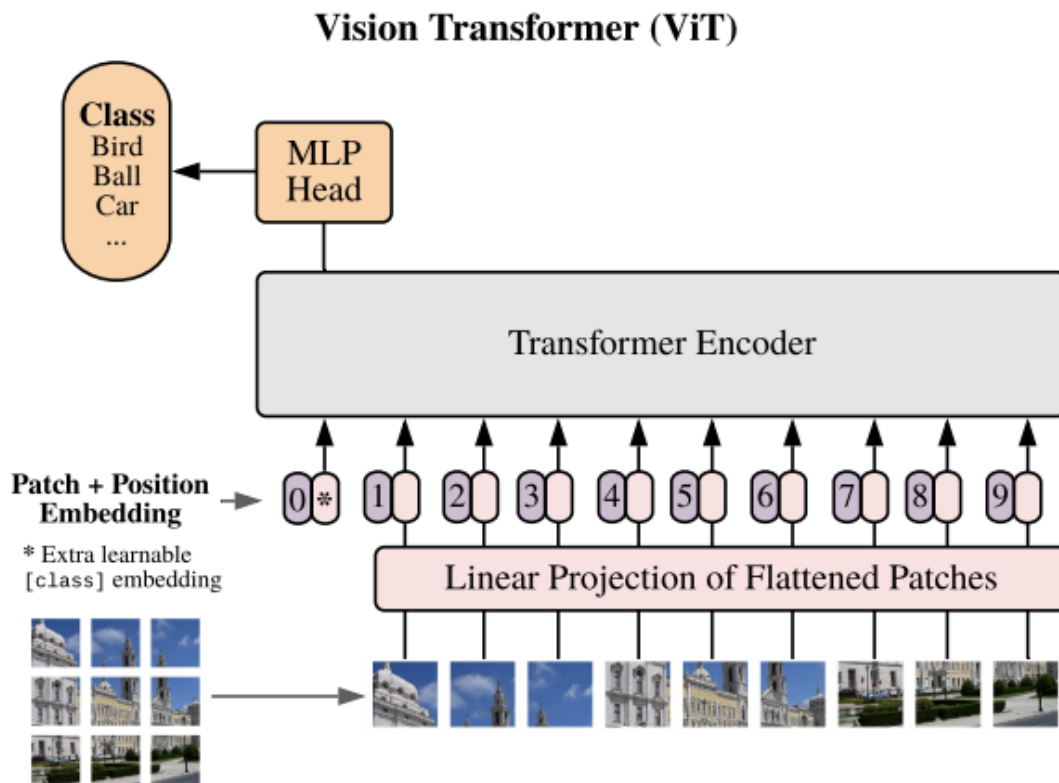 Vision Transformer (ViT)
Class
Bird
Ball
Car
...
MLP
Head
Transformer Encoder
Patch + Position
Embedding
0 * 1 2 3 4 5 6 7 8 9
* Extra learnable
[class] embedding
Linear Projection of Flattened Patches